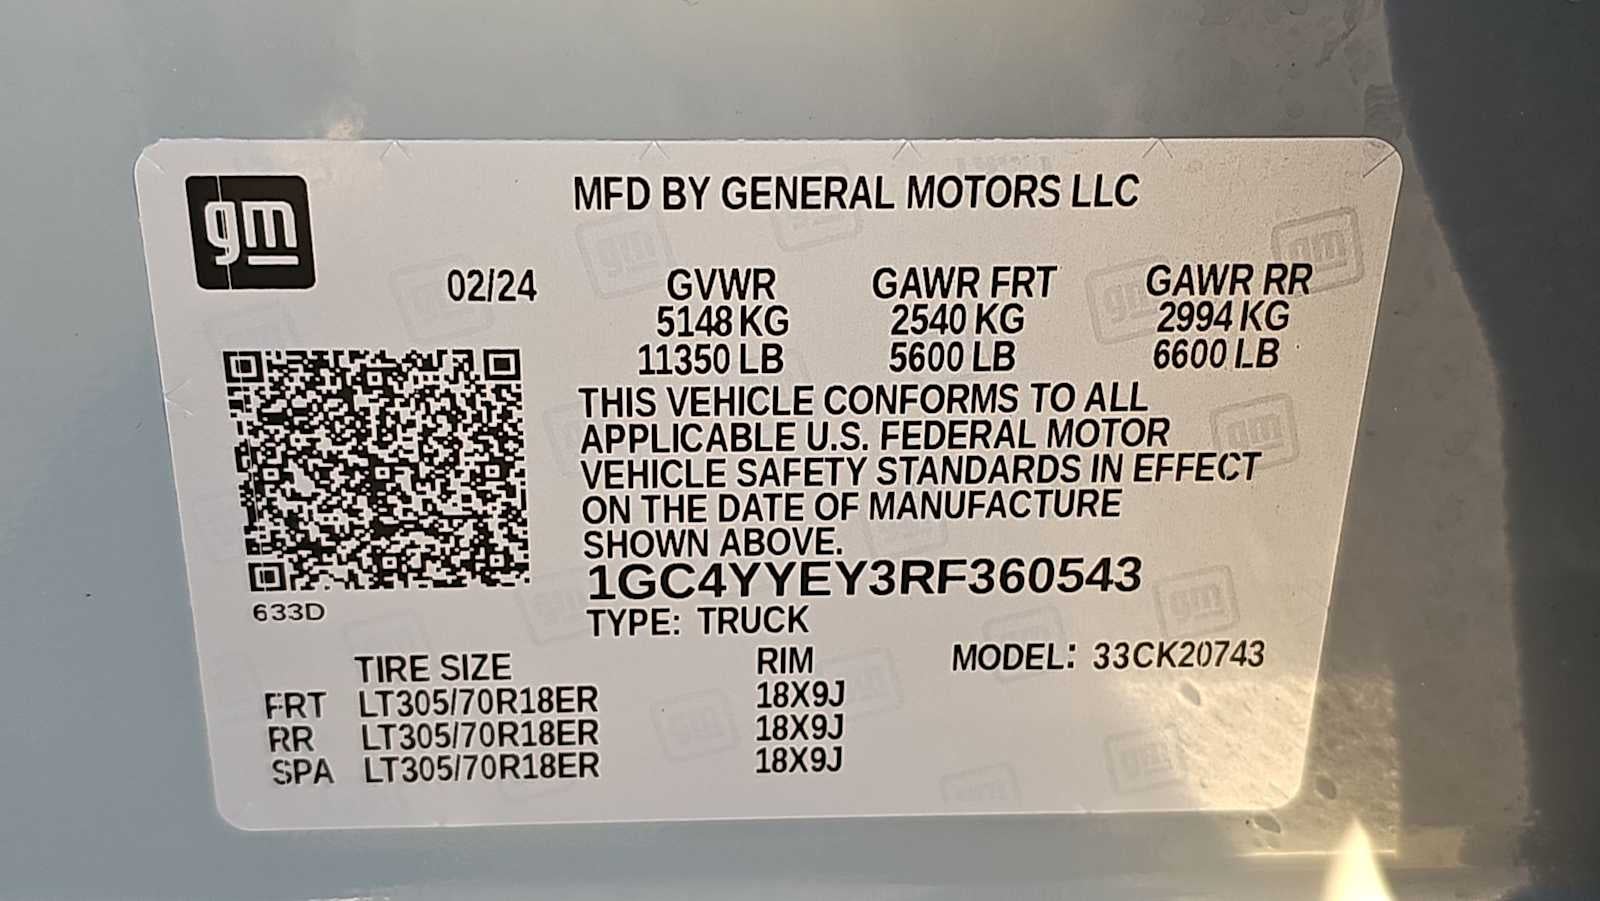 gm
MFD BY GENERAL MOTORS LLC
02/24 GVWR GAWR FRT GAWR RR
5148 KG 2540 KG 2994 KG
11350 LB 5600 LB 6600 LB
THIS VEHICLE CONFORMS TO ALL
APPLICABLE U.S. FEDERAL MOTOR
VEHICLE SAFETY STANDARDS IN EFFECT
ON THE DATE OF MANUFACTURE
SHOWN ABOVE.
1GC4YYEY3RF360543
633D
TYPE: TRUCK
TIRE SIZE RIM MODEL: 33CK20743
FRT LT305/70R18ER 18X9J
RR LT305/70R18ER 18X9J
SPA LT305/70R18ER 18X9J